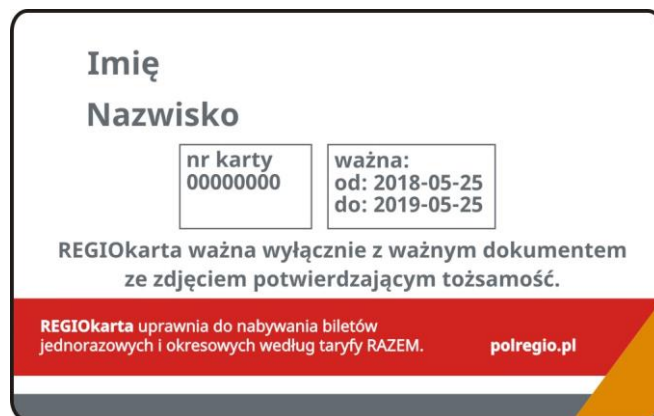 Imię
Nazwisko
nr karty
00000000
ważna:
od: 2018-05-25
do: 2019-05-25
REGIOkarta ważna wyłącznie z ważnym dokumentem
ze zdjęciem potwierdzającym tożsamość.
REGIOkarta uprawnia do nabywania biletów
jednorazowych i okresowych według taryfy RAZEM.
polregio.pl